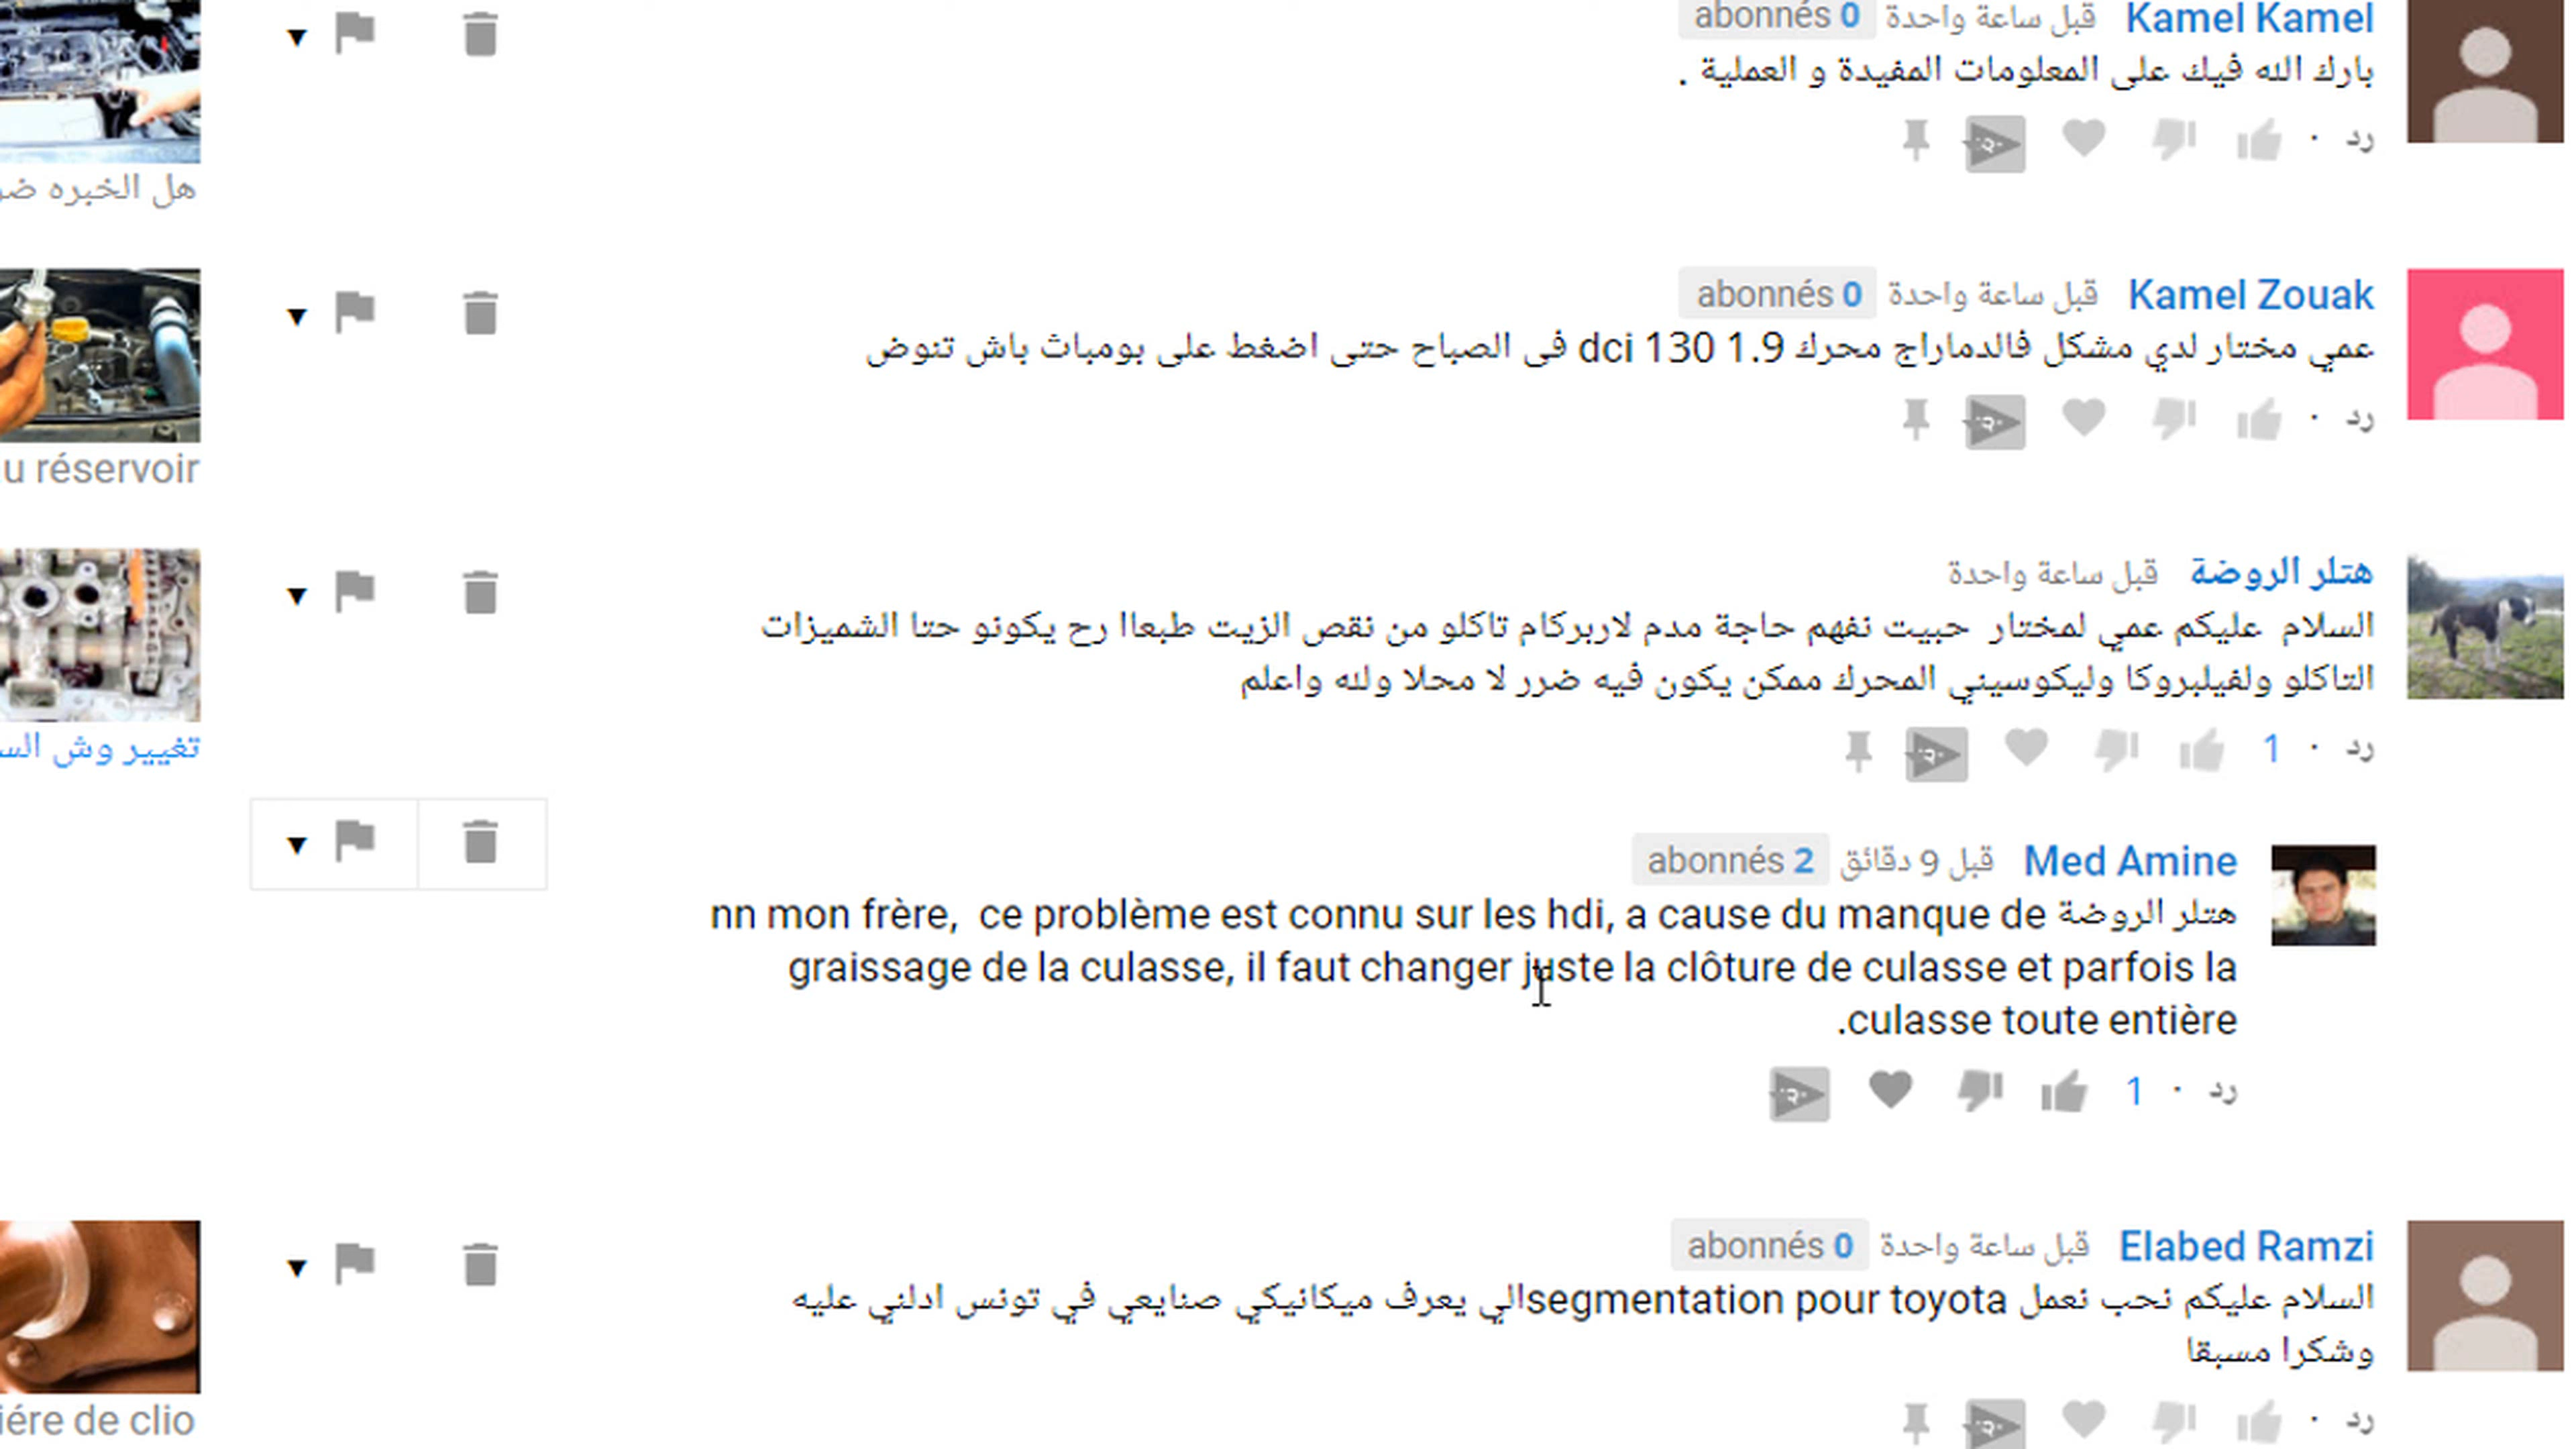 Kamel Kamel قبل ساعة واحدة abonnés 0
بارك الله فيك على المعلومات المفيدة و العملية .
رد ·
هل الخبره
Kamel Zouak قبل ساعة واحدة abonnés 0
عمي مختار لدي مشكل فالدماراج محرك 1.9 dci 130 فى الصباح حتى اضغط على بومباث باش تنوض
رد ·
u réservoir
هتلر الروضة قبل ساعة واحدة
السلام عليكم عمي لمختار حبيت نفهم حاجة مدم لاربركام تاكلو من نقص الزيت طبعاا رح يكونو حتا الشميزات
التاكلو ولفيلبروكا وليكوسيني المحرك ممكن يكون فيه ضرر لا محلا ولله واعلم
رد · 1
تغيير وش
Med Amine قبل 9 دقائق abonnés 2
هتلر الروضة nn mon frère, ce problème est connu sur les hdi, a cause du manque de
graissage de la culasse, il faut changer juste la clôture de culasse et parfois la
culasse toute entière.
رد · 1
Elabed Ramzi قبل ساعة واحدة abonnés 0
السلام عليكم نحب نعمل segmentation pour toyotaالي يعرف ميكانيكي صنايعي في تونس ادلني عليه
وشكرا مسبقا
رد ·
iére de clio